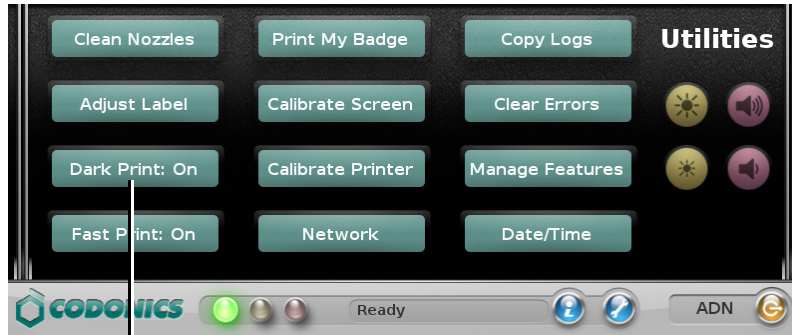 Clean Nozzles Print My Badge Copy Logs Utilities
Adjust Label Calibrate Screen Clear Errors
Dark Print: On Calibrate Printer Manage Features
Fast Print: On Network Date/Time
CODONICS Ready ADN